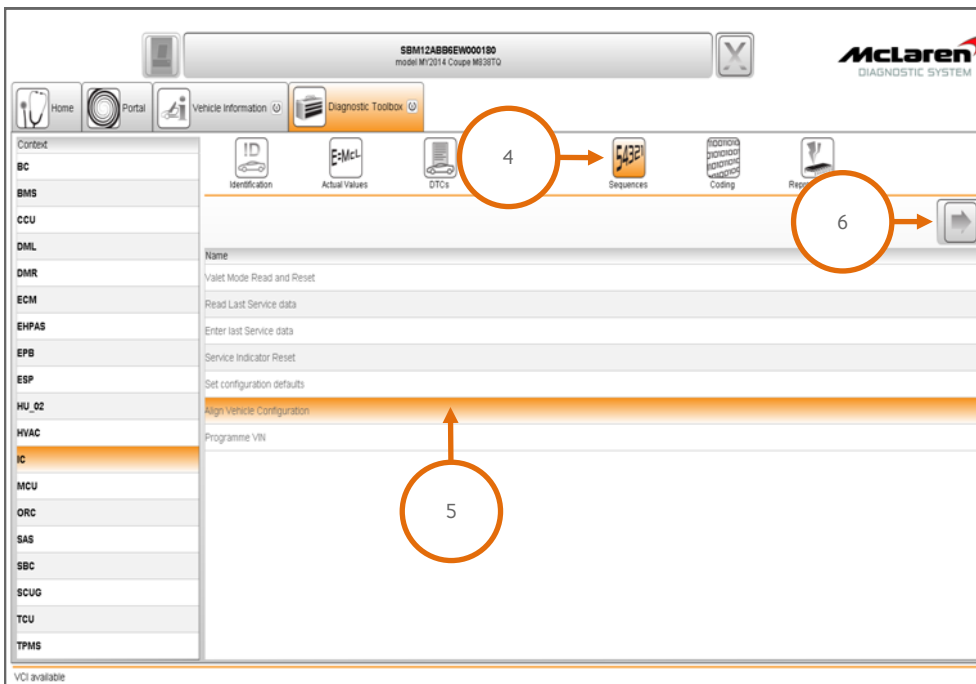 SBM12ABB6EW000180
model MY2014 Coupe M838TQ
McLaren
DIAGNOSTIC SYSTEM
Home
Portal
Vehicle Information
Diagnostic Toolbox
Context
BC
BMS
CCU
DML
DMR
ECM
EHPAS
EPB
ESP
HU_02
HVAC
IC
MCU
ORC
SAS
SBC
SCUG
TCU
TPMS
ID
Identification
E=McL
Actual Values
DTCs
4
54321
Sequences
Coding
6
Name
Valet Mode Read and Reset
Read Last Service data
Enter last Service data
Service Indicator Reset
Set configuration defaults
Align Vehicle Configuration
Programme VIN
5
VCI available